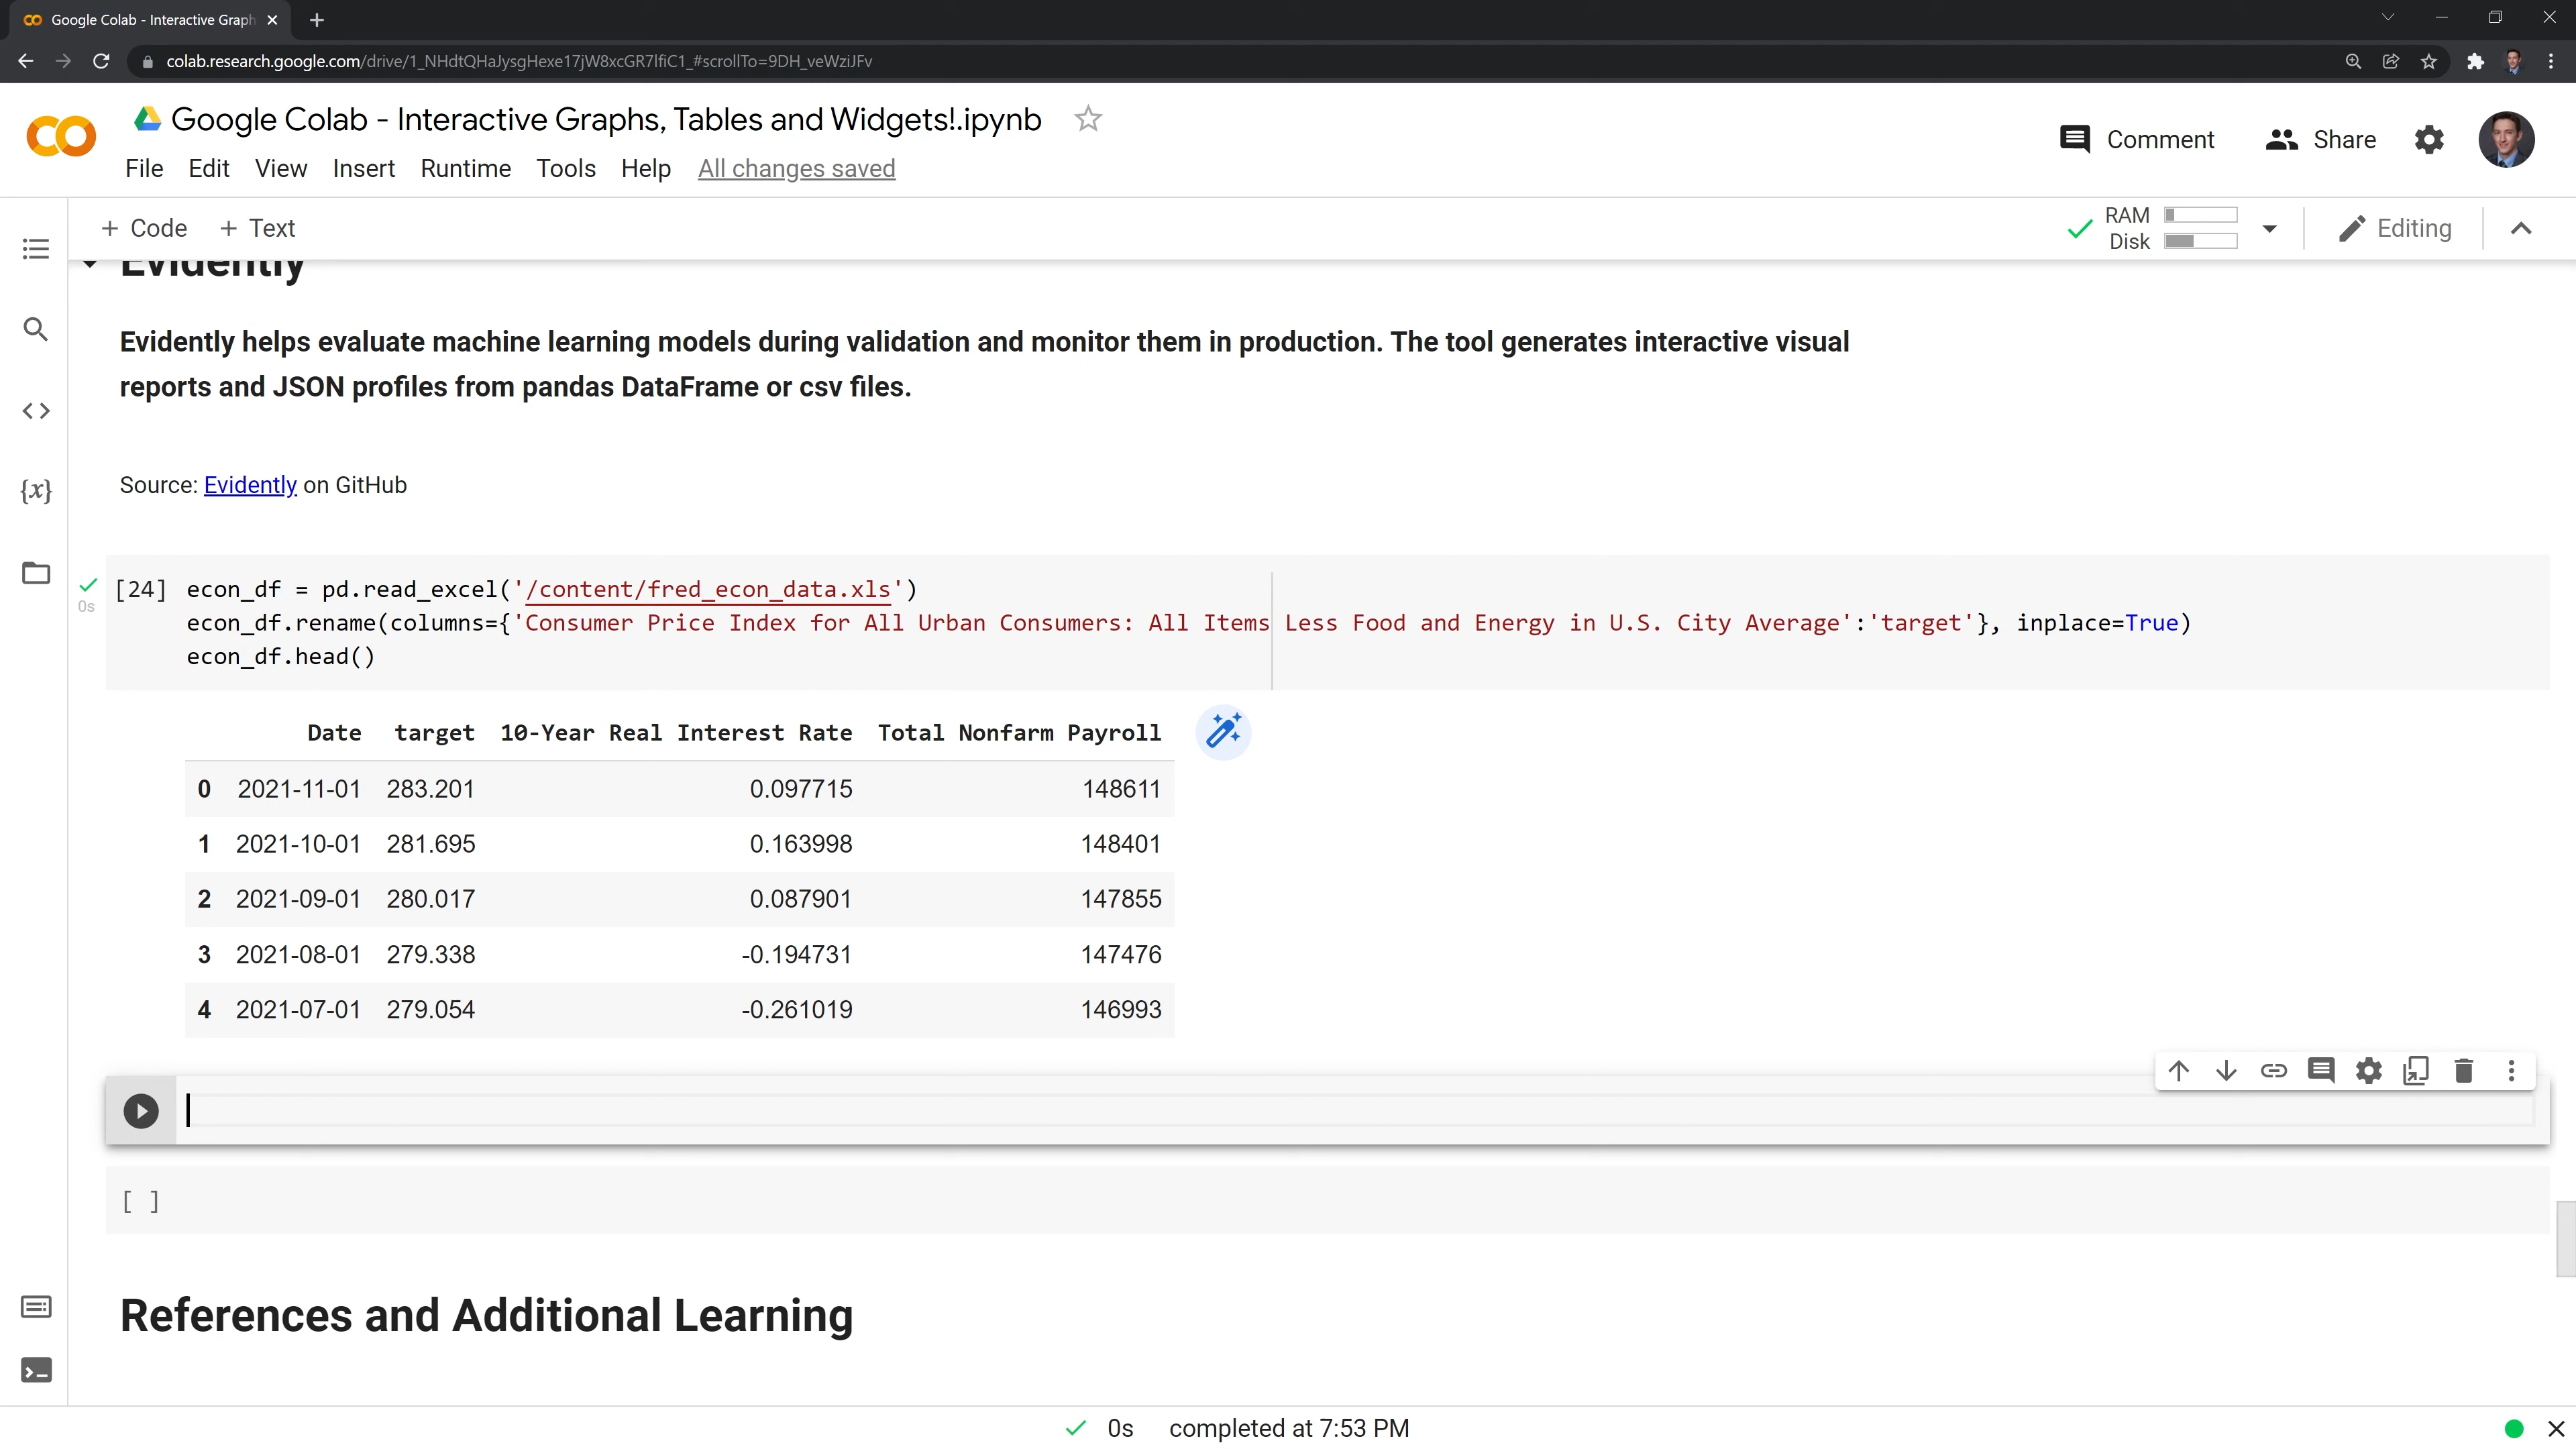 Google Colab - Interactive Graph
colab.research.google.com/drive/1_NHdtQHaJysgHexe17jW8xcGR7lfiC1_#scrollTo=9DH_veWziJFv
Google Colab - Interactive Graphs, Tables and Widgets!.ipynb
Comment Share
File Edit View Insert Runtime Tools Help All changes saved
+ Code + Text
RAM
Disk
Editing
Evidently
Evidently helps evaluate machine learning models during validation and monitor them in production. The tool generates interactive visual
reports and JSON profiles from pandas DataFrame or csv files.
Source: Evidently on GitHub
0s
[24] econ_df = pd.read_excel('/content/fred_econ_data.xls')
econ_df.rename(columns={'Consumer Price Index for All Urban Consumers: All Items Less Food and Energy in U.S. City Average':'target'}, inplace=True)
econ_df.head()
Date target 10-Year Real Interest Rate Total Nonfarm Payroll
0 2021-11-01 283.201 0.097715 148611
1 2021-10-01 281.695 0.163998 148401
2 2021-09-01 280.017 0.087901 147855
3 2021-08-01 279.338 -0.194731 147476
4 2021-07-01 279.054 -0.261019 146993
[ ]
References and Additional Learning
0s completed at 7:53 PM